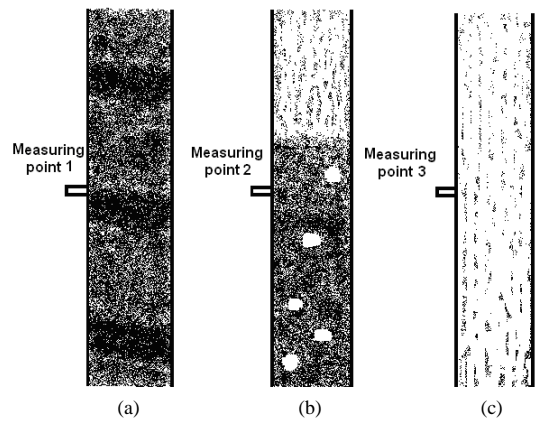 Measuring
point 1
Measuring
point 2
Measuring
point 3
(a)
(b)
(c)